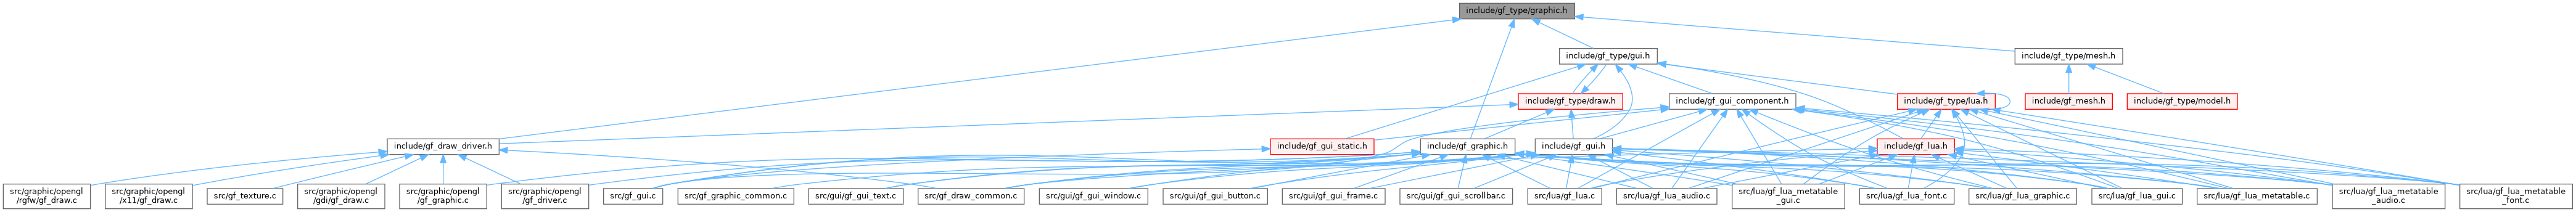 include/gf_type/graphic.h
include/gf_type/gui.h
include/gf_type/mesh.h
include/gf_type/draw.h
include/gf_gui_component.h
include/gf_type/lua.h
include/gf_mesh.h
include/gf_type/model.h
include/gf_draw_driver.h
include/gf_gui_static.h
include/gf_graphic.h
include/gf_gui.h
include/gf_lua.h
src/graphic/opengl
/rgfw/gf_draw.c
src/graphic/opengl
/x11/gf_draw.c
src/gf_texture.c
src/graphic/opengl
/gdi/gf_draw.c
src/graphic/opengl
/gf_graphic.c
src/graphic/opengl
/gf_driver.c
src/gf_gui.c
src/gf_graphic_common.c
src/gui/gf_gui_text.c
src/gf_draw_common.c
src/gui/gf_gui_window.c
src/gui/gf_gui_button.c
src/gui/gf_gui_frame.c
src/gui/gf_gui_scrollbar.c
src/lua/gf_lua.c
src/lua/gf_lua_audio.c
src/lua/gf_lua_metatable
_gui.c
src/lua/gf_lua_font.c
src/lua/gf_lua_graphic.c
src/lua/gf_lua_gui.c
src/lua/gf_lua_metatable.c
src/lua/gf_lua_metatable
_audio.c
src/lua/gf_lua_metatable
_font.c